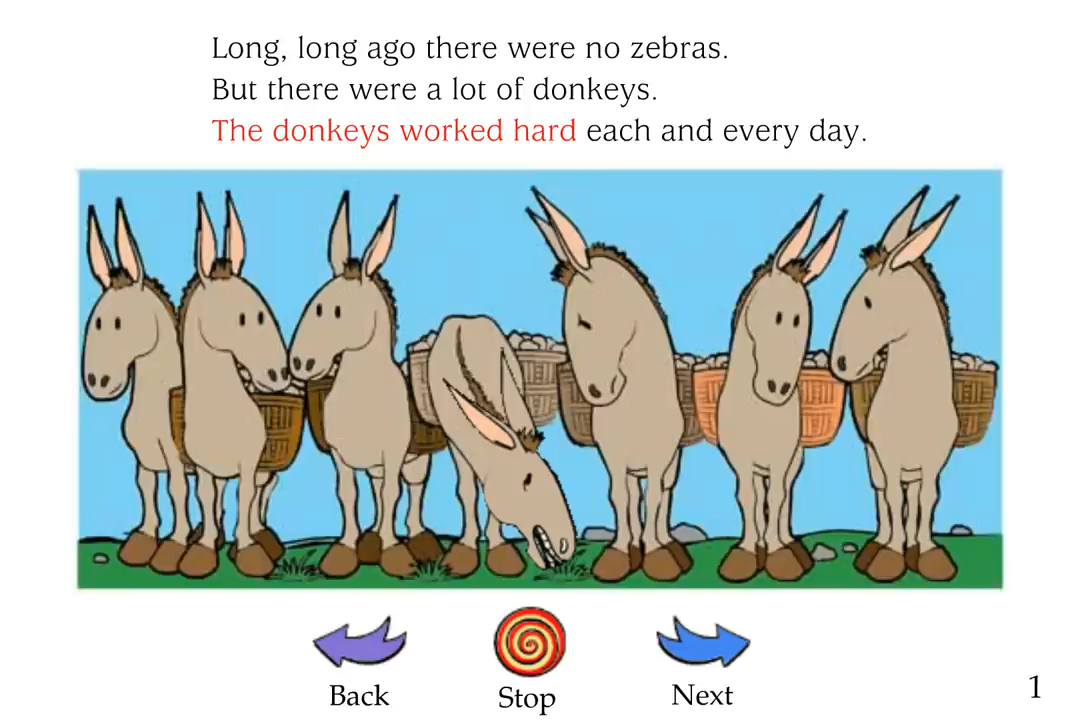 Long, long ago there were no zebras.
But there were a lot of donkeys.
The donkeys worked hard each and every day.
Back
Stop
Next
1